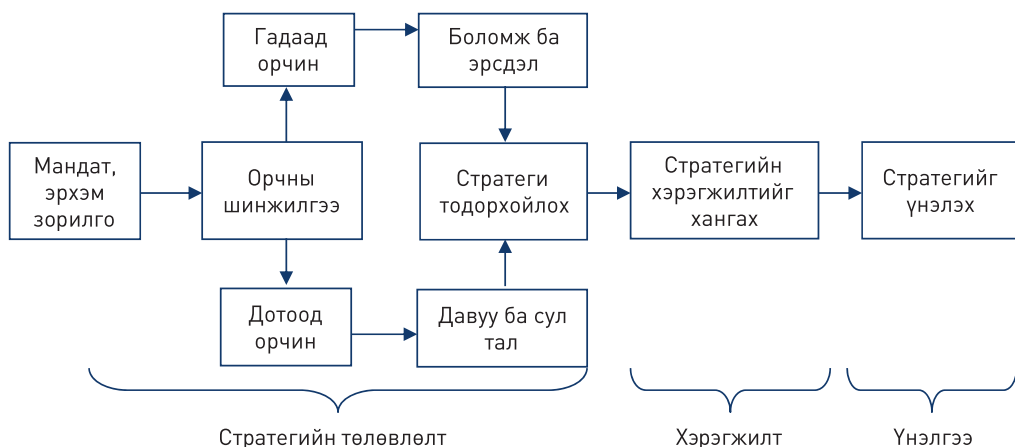 Гадаад
орчин
Боломж ба
эрсдэл
Мандат,
эрхэм
зорилго
Орчны
шинжилгээ
Стратеги
тодорхойлох
Стратегийн
хэрэгжилтийг
хангах
Стратегийг
үнэлэх
Дотоод
орчин
Давуу ба сул
тал
Стратегийн төлөвлөлт
Хэрэгжилт
Үнэлгээ